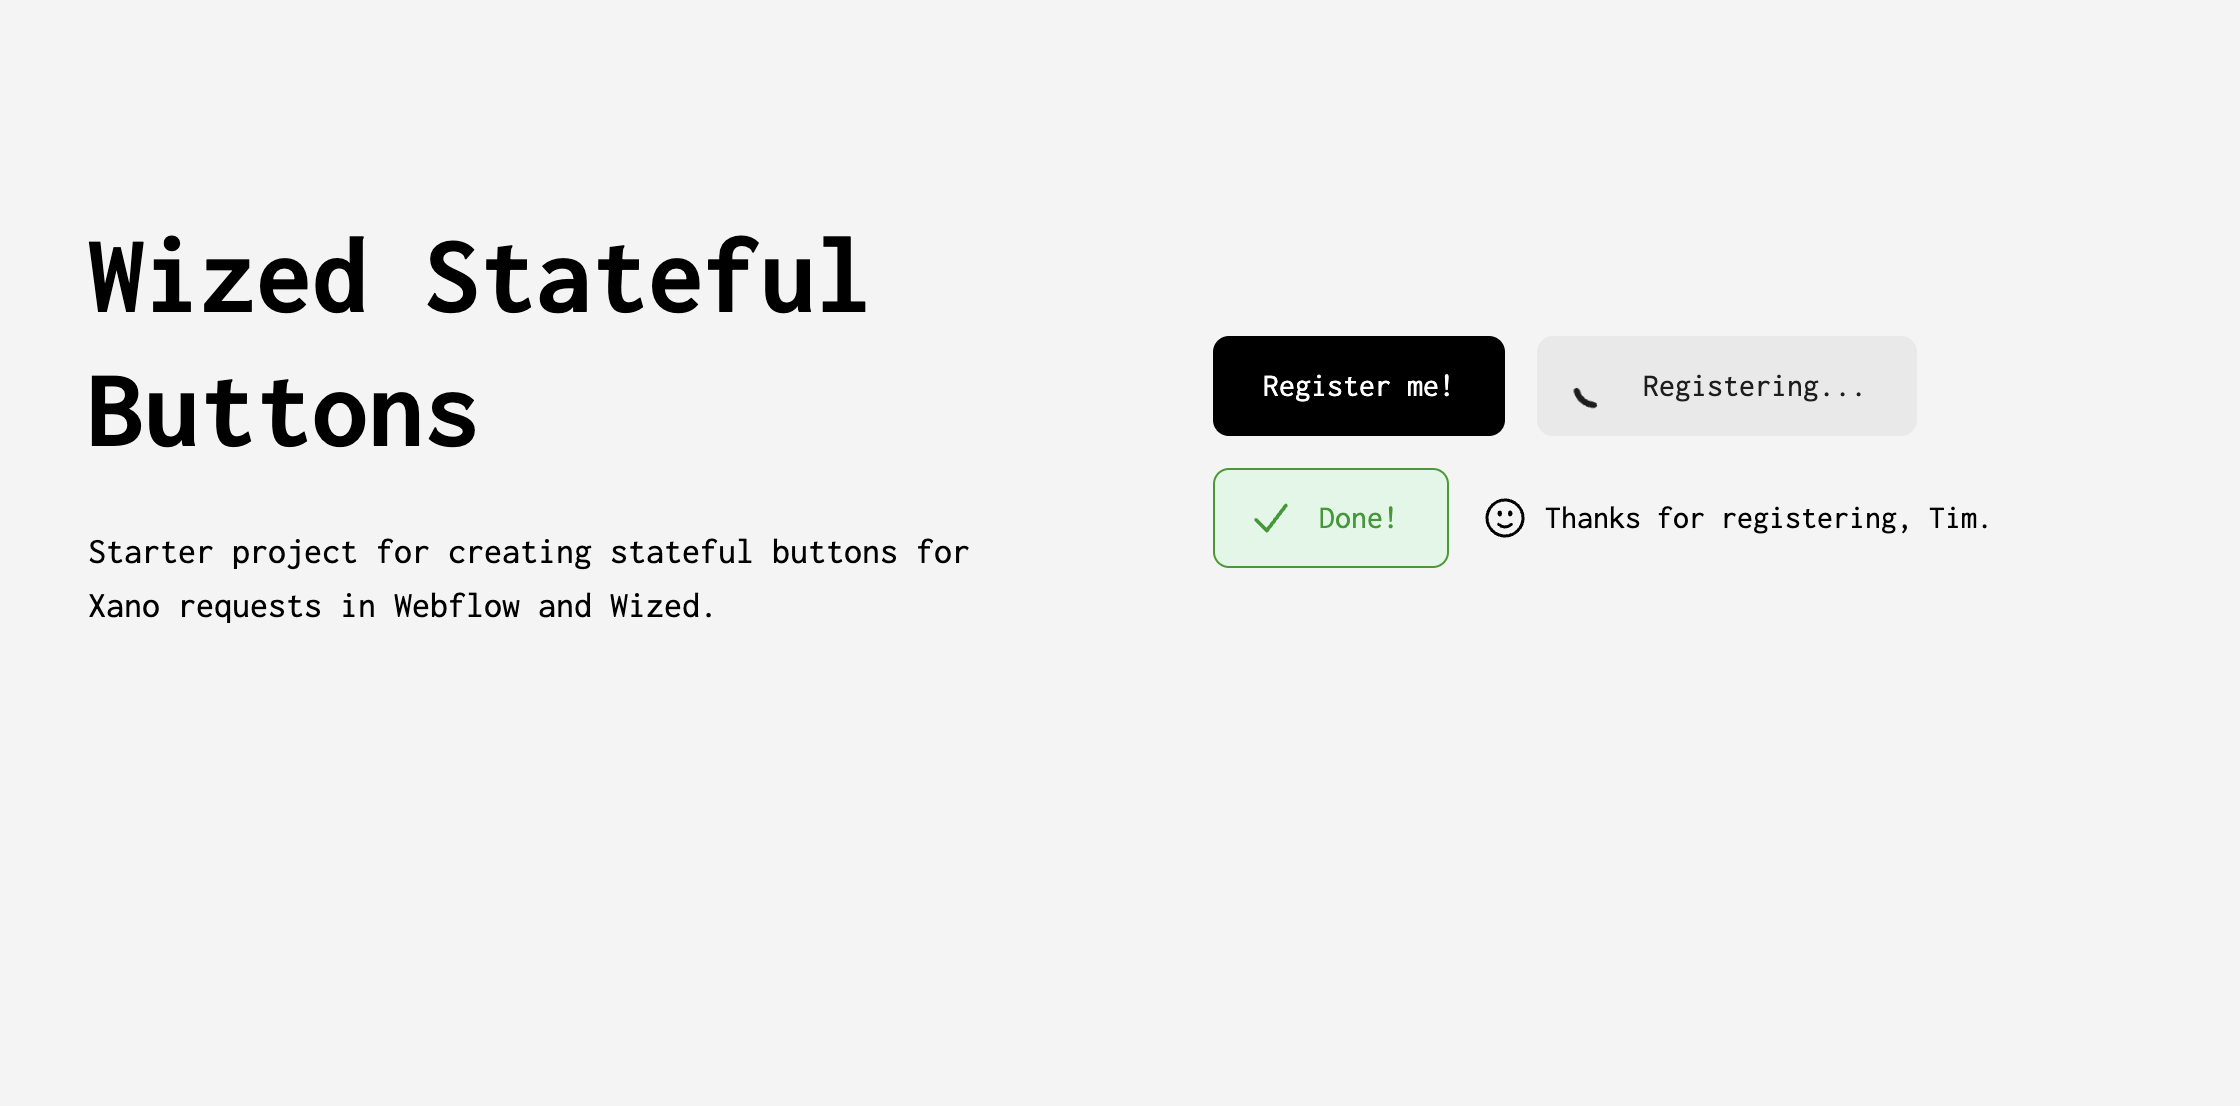 Wized Stateful
Buttons
Starter project for creating stateful buttons for
Xano requests in Webflow and Wized.
Register me!
Registering...
Done!
Thanks for registering, Tim.